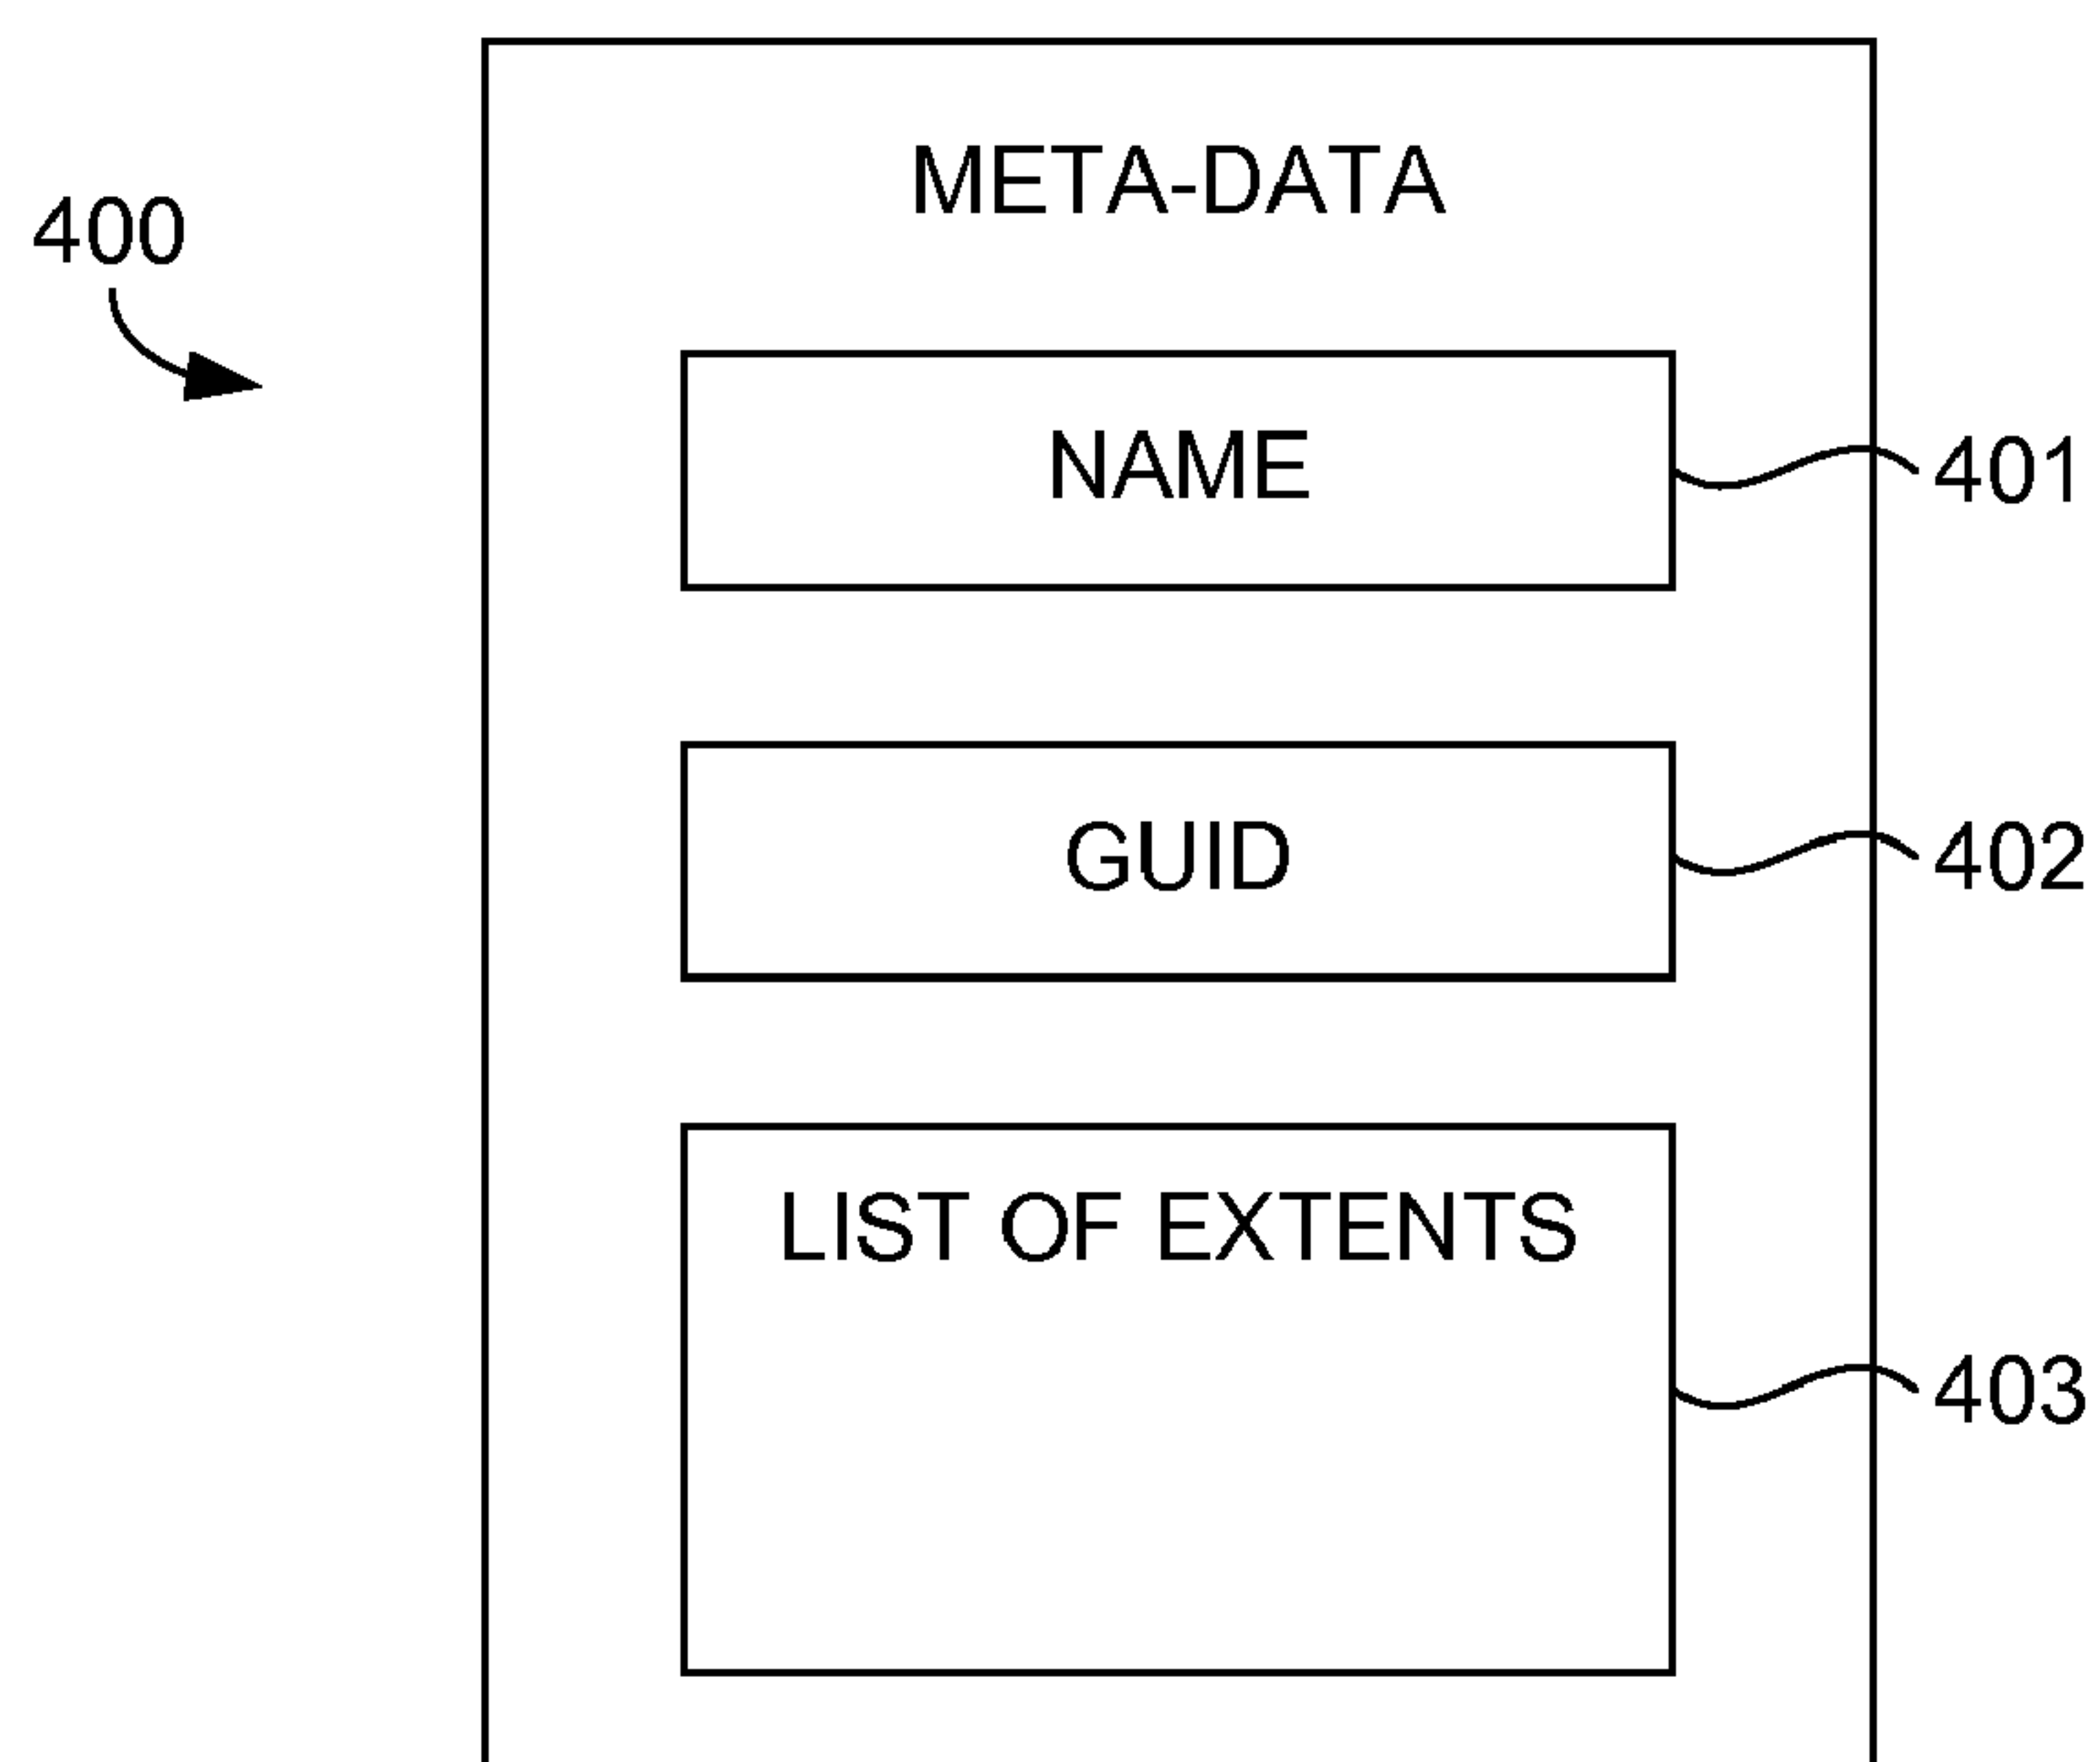 META-DATA
400
NAME
401
GUID
402
LIST OF EXTENTS
403